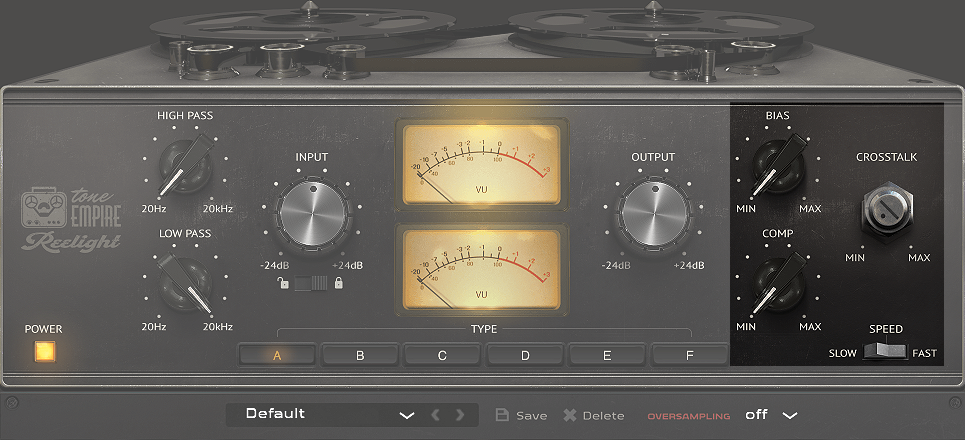 HIGH PASS
20Hz 20kHz
LOW PASS
20Hz 20kHz
tone
EMPIRE
Reelight
POWER
INPUT
-24dB +24dB
-20 -10 -7 -5 -3 -2 -1 0 +1 +2 +3
0 40 60 80 100
VU
-20 -10 -7 -5 -3 -2 -1 0 +1 +2 +3
0 40 60 80 100
VU
OUTPUT
-24dB +24dB
TYPE
A B C D E F
BIAS
MIN MAX
COMP
MIN MAX
CROSSTALK
MIN MAX
SPEED
SLOW FAST
Default
Save Delete OVERSAMPLING off